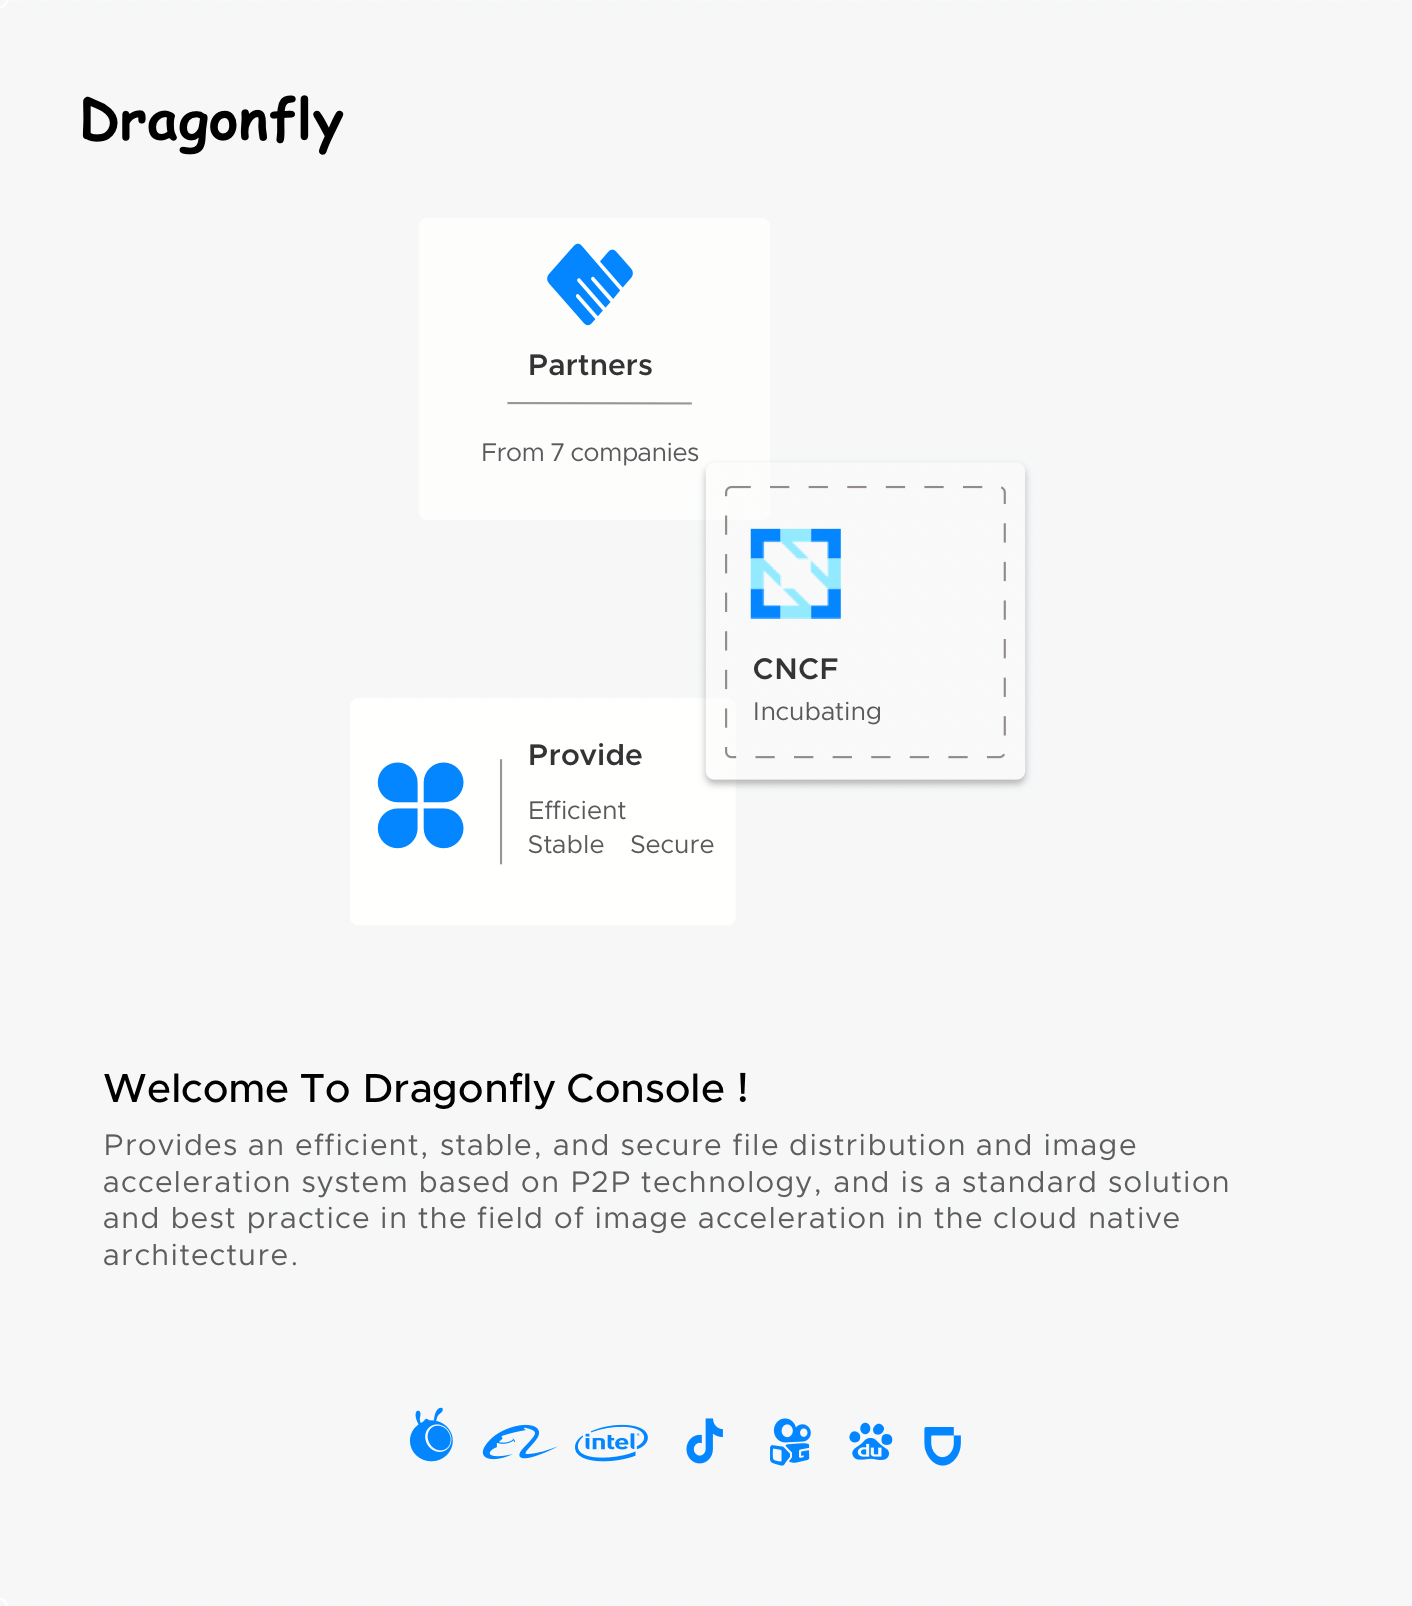 Dragonfly
Partners
From 7 companies
CNCF
Incubating
Provide
Efficient
Stable Secure
Welcome To Dragonfly Console !
Provides an efficient, stable, and secure file distribution and image
acceleration system based on P2P technology, and is a standard solution
and best practice in the field of image acceleration in the cloud native
architecture.
intel
du